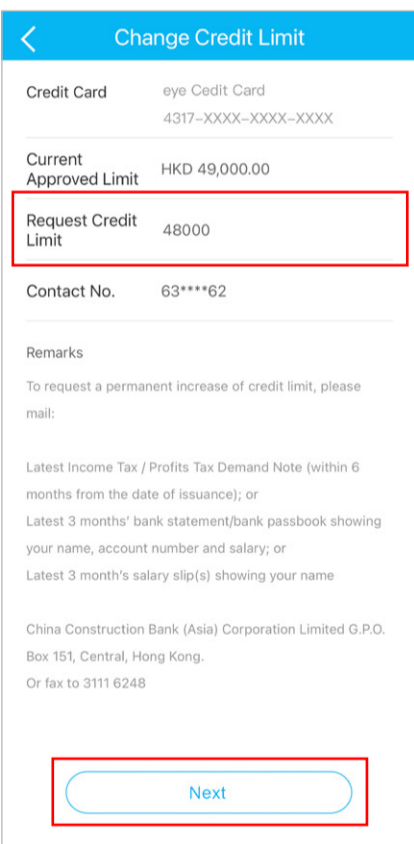 Change Credit Limit
Credit Card
eye Cedit Card
4317–XXXX–XXXX–XXXX
Current
Approved Limit
HKD 49,000.00
Request Credit
Limit
48000
Contact No.
63****62
Remarks
To request a permanent increase of credit limit, please
mail:
Latest Income Tax / Profits Tax Demand Note (within 6
months from the date of issuance); or
Latest 3 months' bank statement/bank passbook showing
your name, account number and salary; or
Latest 3 month's salary slip(s) showing your name
China Construction Bank (Asia) Corporation Limited G.P.O.
Box 151, Central, Hong Kong.
Or fax to 3111 6248
Next